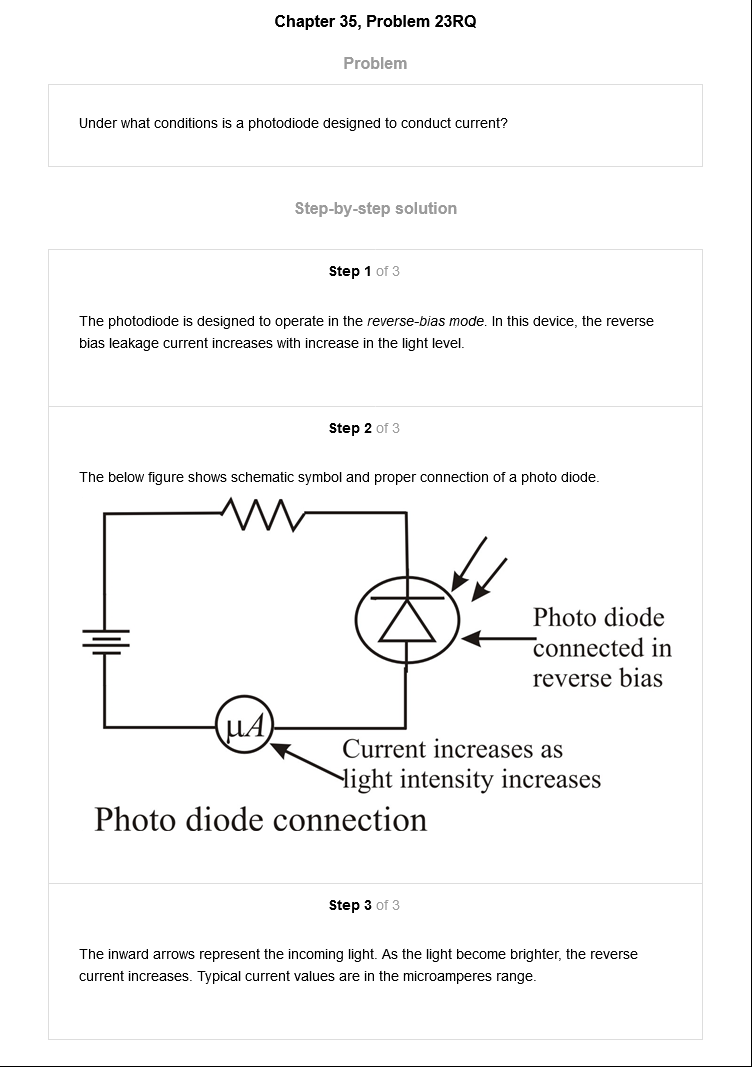 Chapter 35, Problem 23RQ
Problem
Under what conditions is a photodiode designed to conduct current?
Step-by-step solution
Step 1 of 3
The photodiode is designed to operate in the reverse-bias mode. In this device, the reverse
bias leakage current increases with increase in the light level.
Step 2 of 3
The below figure shows schematic symbol and proper connection of a photo diode.
Photo diode
connected in
reverse bias
μA
Current increases as
light intensity increases
Photo diode connection
Step 3 of 3
The inward arrows represent the incoming light. As the light become brighter, the reverse
current increases. Typical current values are in the microamperes range.